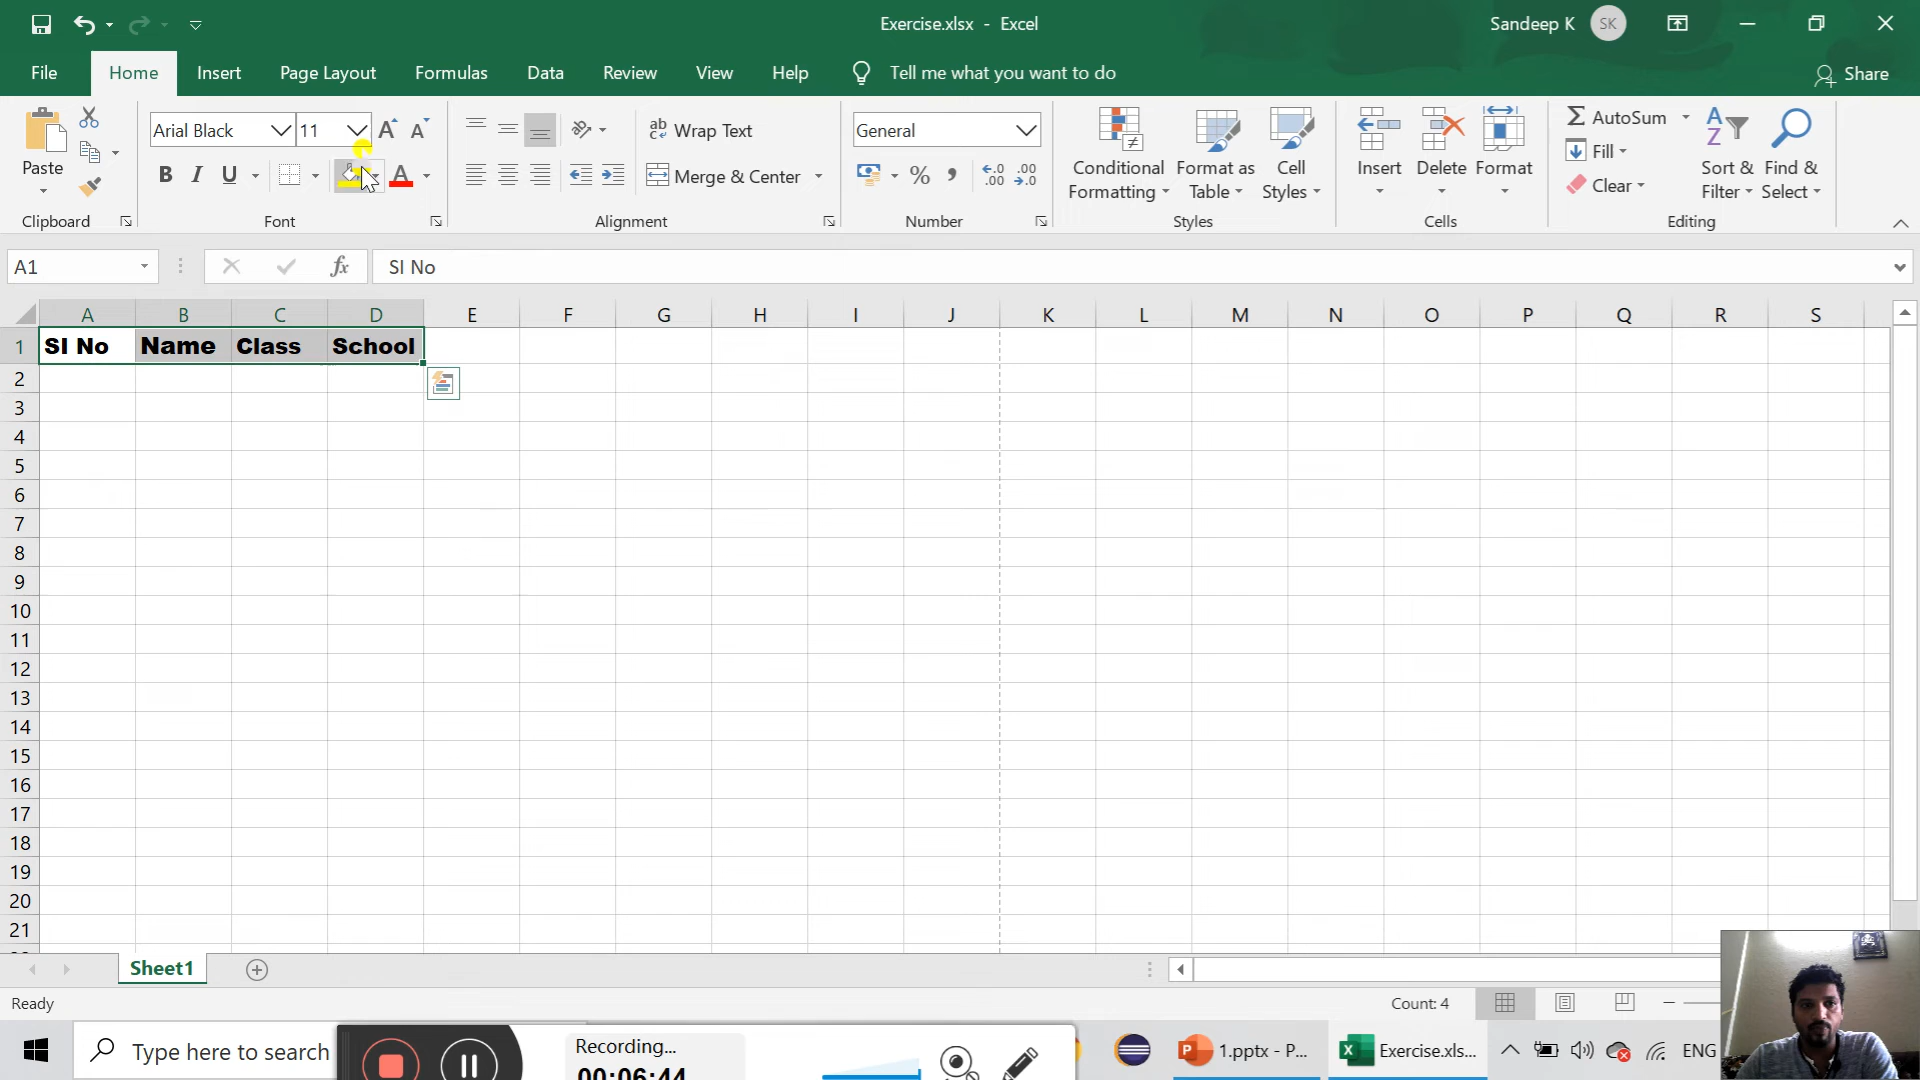 Exercise.xlsx - Excel
Sandeep K SK
File Home Insert Page Layout Formulas Data Review View Help Tell me what you want to do Share
Paste
Clipboard
Arial Black 11
B I U A
Font
ab Wrap Text
Merge & Center
Alignment
General
% ,
Number
Conditional Formatting
Format as Table
Cell Styles
Styles
Insert Delete Format
Cells
AutoSum
Fill
Clear
Sort & Filter
Find & Select
Editing
A1 fx SI No
A B C D E F G H I J K L M N O P Q R S
1 SI No Name Class School
2
3
4
5
6
7
8
9
10
11
12
13
14
15
16
17
18
19
20
21
Sheet1
Ready Count: 4
Type here to search
Recording...
00:06:44
1.pptx - P...
Exercise.xls...
ENG